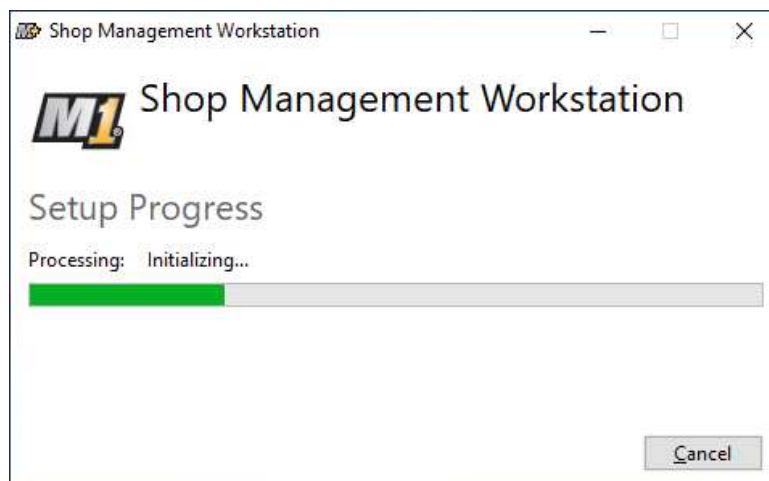 Shop Management Workstation
M1®
Shop Management Workstation
Setup Progress
Processing: Initializing...
Cancel